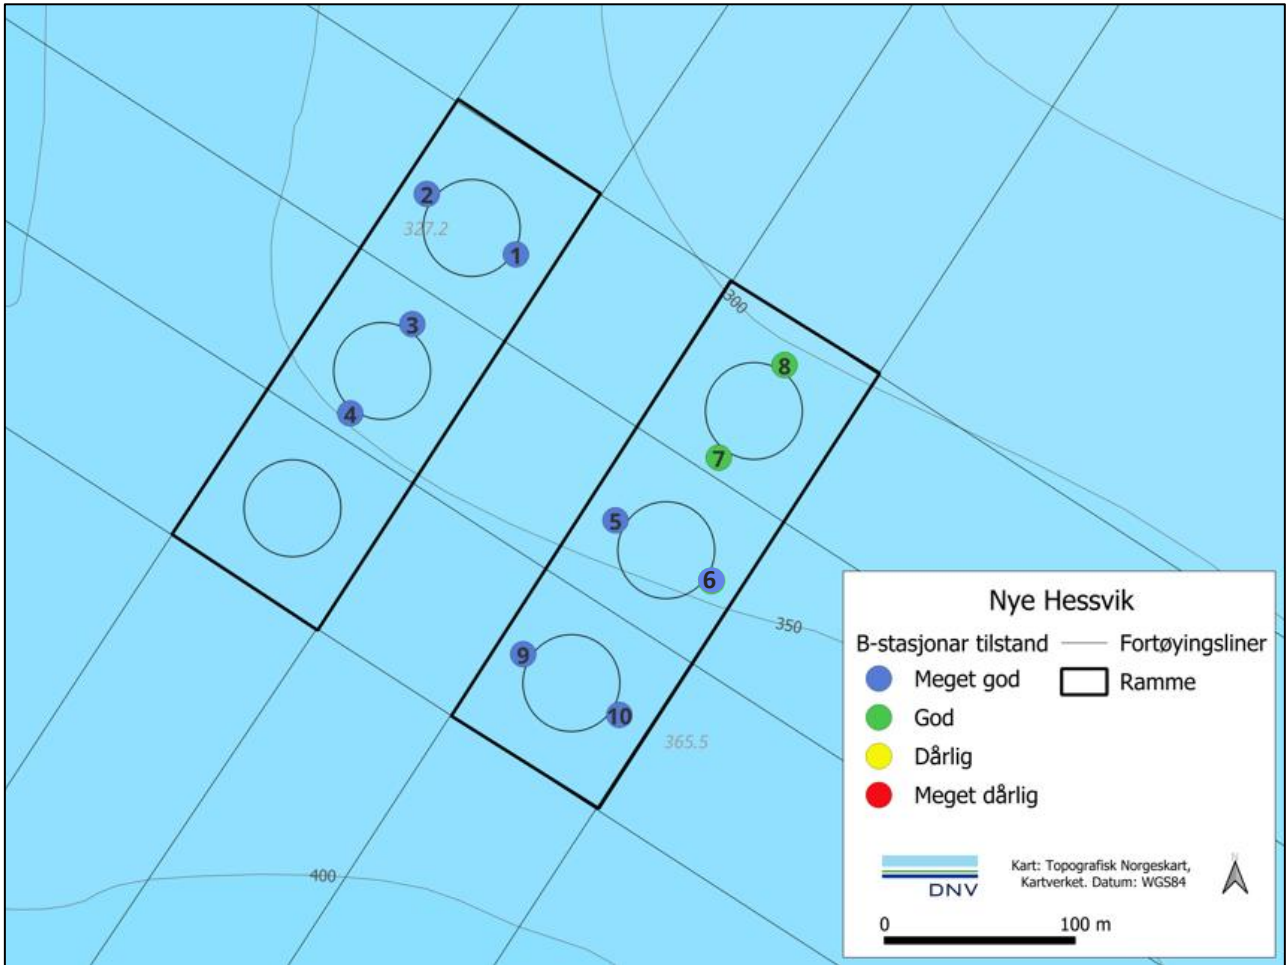 2
327.2
1
3
300
8
4
7
5
6
350
9
10
365.5
400
Nye Hessvik
B-stasjonar tilstand
Fortøyingsliner
Meget god
Ramme
God
Dårlig
Meget dårlig
DNV
Kart: Topografisk Norgeskart,
Kartverket. Datum: WGS84
N
0 100 m